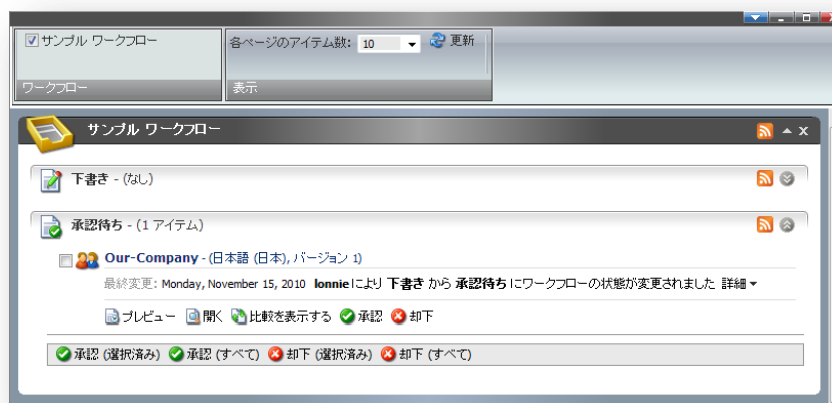 サンプル ワークフロー
各ページのアイテム数: 10 更新
ワークフロー
表示
サンプル ワークフロー
下書き - (なし)
承認待ち - (1 アイテム)
Our-Company - (日本語 (日本), バージョン 1)
最終変更: Monday, November 15, 2010 lonnieにより 下書き から 承認待ち にワークフローの状態が変更されました 詳細
プレビュー 開く 比較を表示する 承認 却下
承認 (選択済み) 承認 (すべて) 却下 (選択済み) 却下 (すべて)